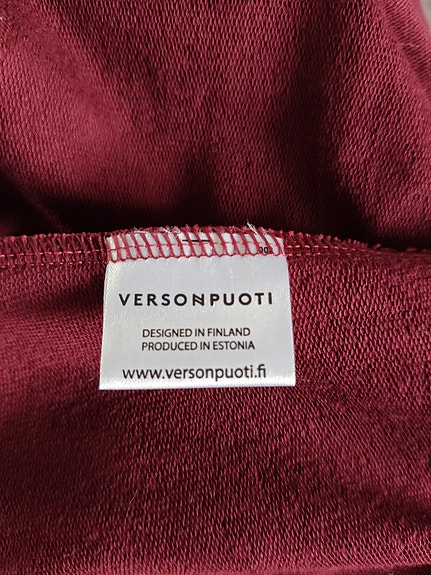 VERSONPUOTI
DESIGNED IN FINLAND
PRODUCED IN ESTONIA
www.versonpuoti.fi